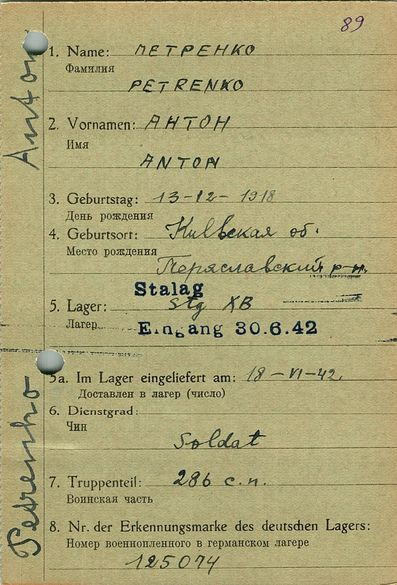 89
1. Name: ПЕТРЕНКО
Фамилия
PETRENKO
2. Vornamen: АНТОН
Имя
ANTON
3. Geburtstag: 13-12-1918
День рождения
4. Geburtsort: Киевская об.
Место рождения
Переяславский р-н.
Stalag
5. Lager: Stg XB
Лагер
Eingang 30.6.42
5a. Im Lager eingeliefert am: 18-VI-42
Доставлен в лагер (число)
6. Dienstgrad:
Чин
Soldat
7. Truppenteil: 286 с.п.
Воинская часть
8. Nr. der Erkennungsmarke des deutschen Lagers:
Номер военнопленного в германском лагере
125074
Petrenko Anton